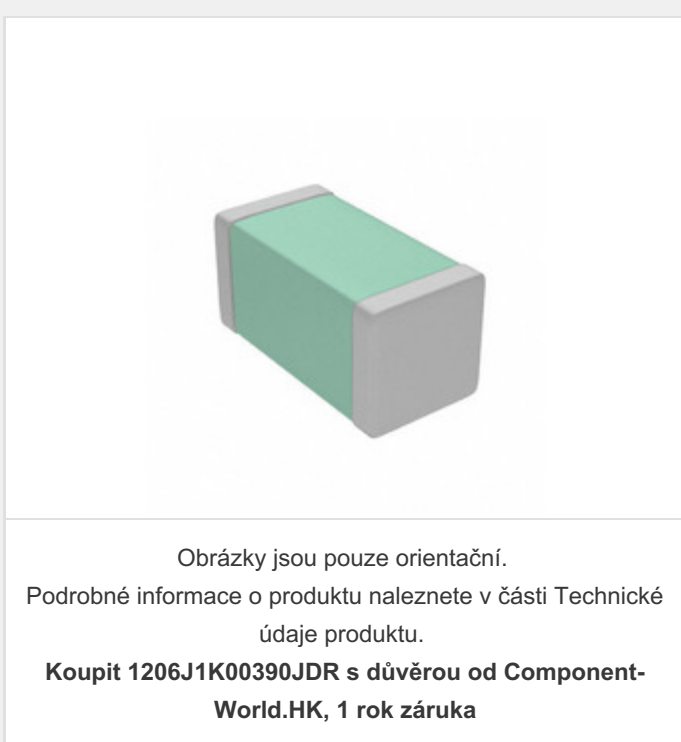 Obrázky jsou pouze orientační.
Podrobné informace o produktu naleznete v části Technické
údaje produktu.
Koupit 1206J1K00390JDR s důvěrou od Component-
World.HK, 1 rok záruka